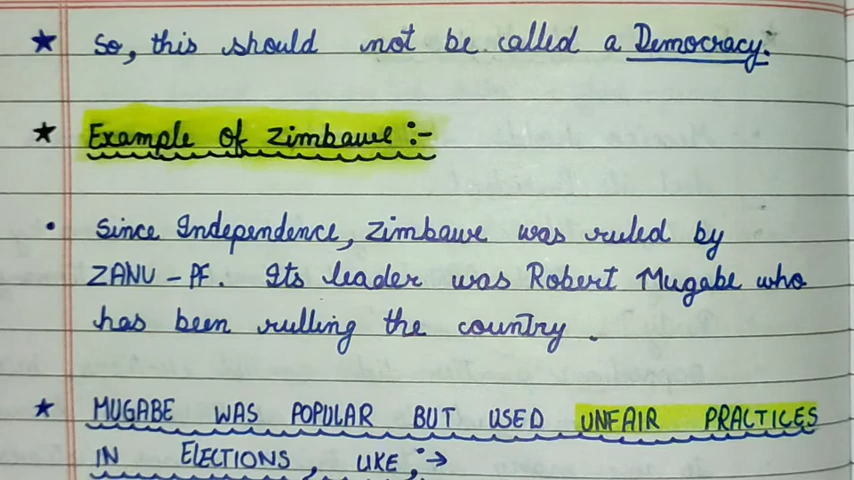 ★ So, this should not be called a Democracy.
★ Example of Zimbawe :-
• Since Independence, Zimbawe was ruled by
ZANU - PF. Its leader was Robert Mugabe who
has been rulling the country .
★ MUGABE WAS POPULAR BUT USED UNFAIR PRACTICES
IN ELECTIONS, LIKE ;→